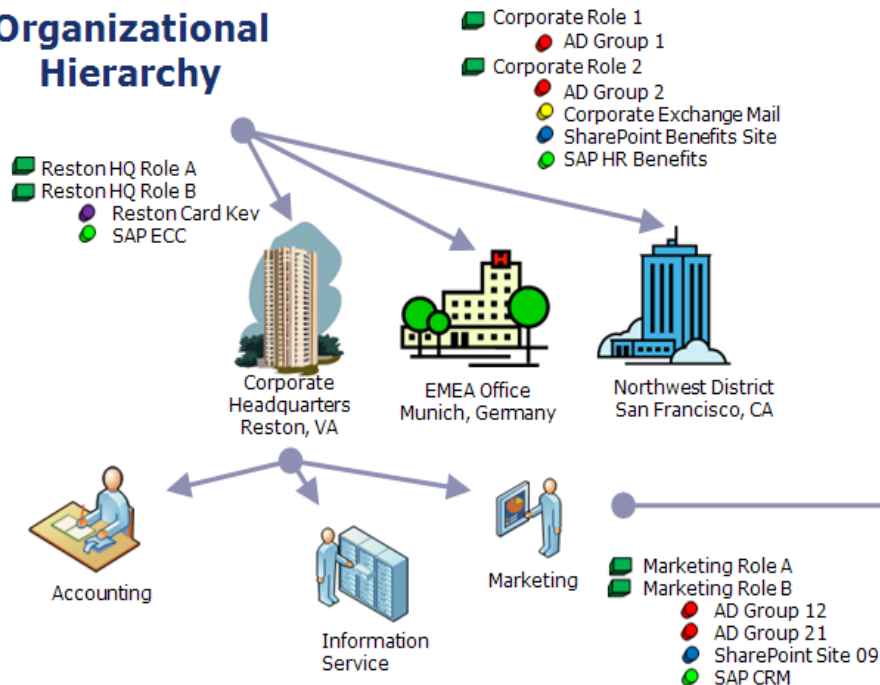 Organizational
Hierarchy
Corporate Role 1
AD Group 1
Corporate Role 2
AD Group 2
Corporate Exchange Mail
SharePoint Benefits Site
SAP HR Benefits
Reston HQ Role A
Reston HQ Role B
Reston Card Kev
SAP ECC
H
Corporate
Headquarters
Reston, VA
EMEA Office
Munich, Germany
Northwest District
San Francisco, CA
Accounting
Information
Service
Marketing
Marketing Role A
Marketing Role B
AD Group 12
AD Group 21
SharePoint Site 09
SAP CRM